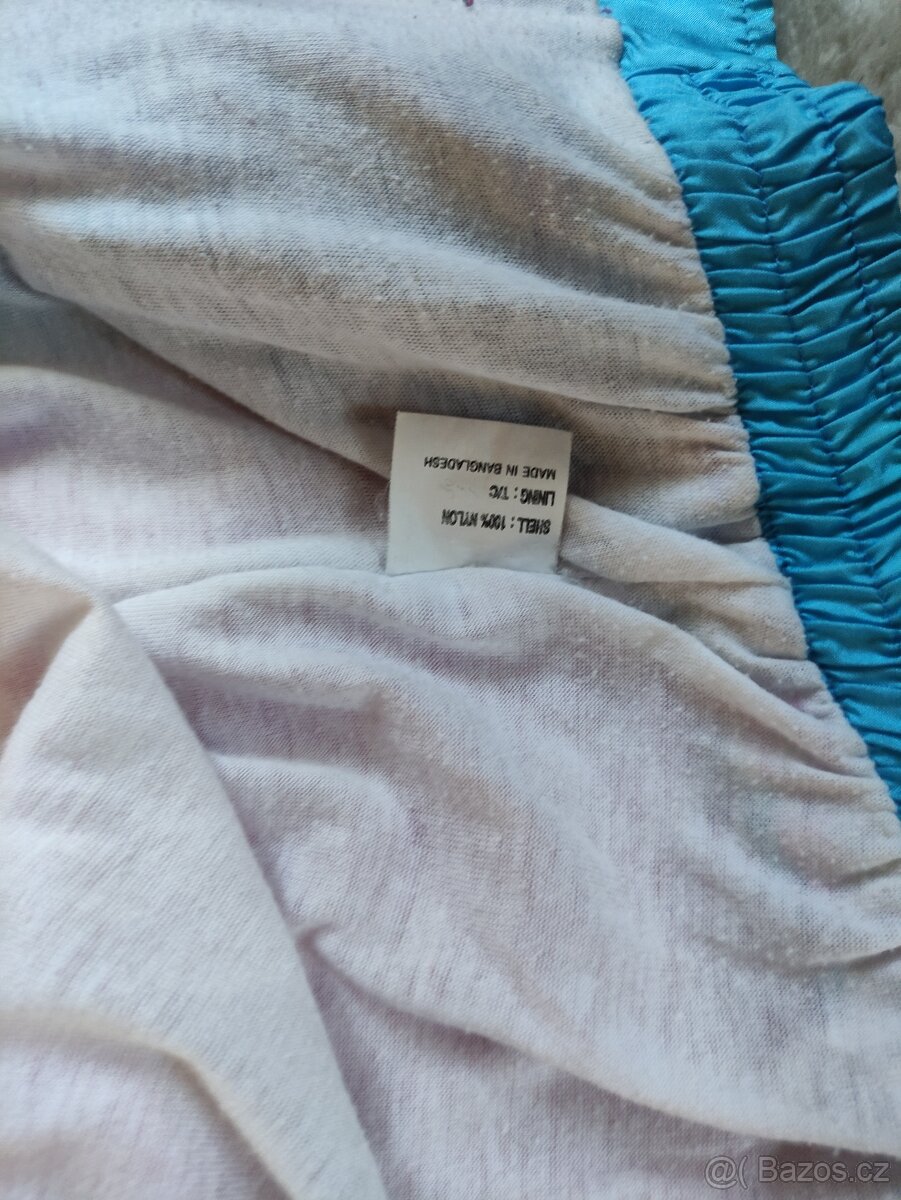 SHELL : 100% NYLON
LINING : T/C
MADE IN BANGLADESH
@( Bazos.cz